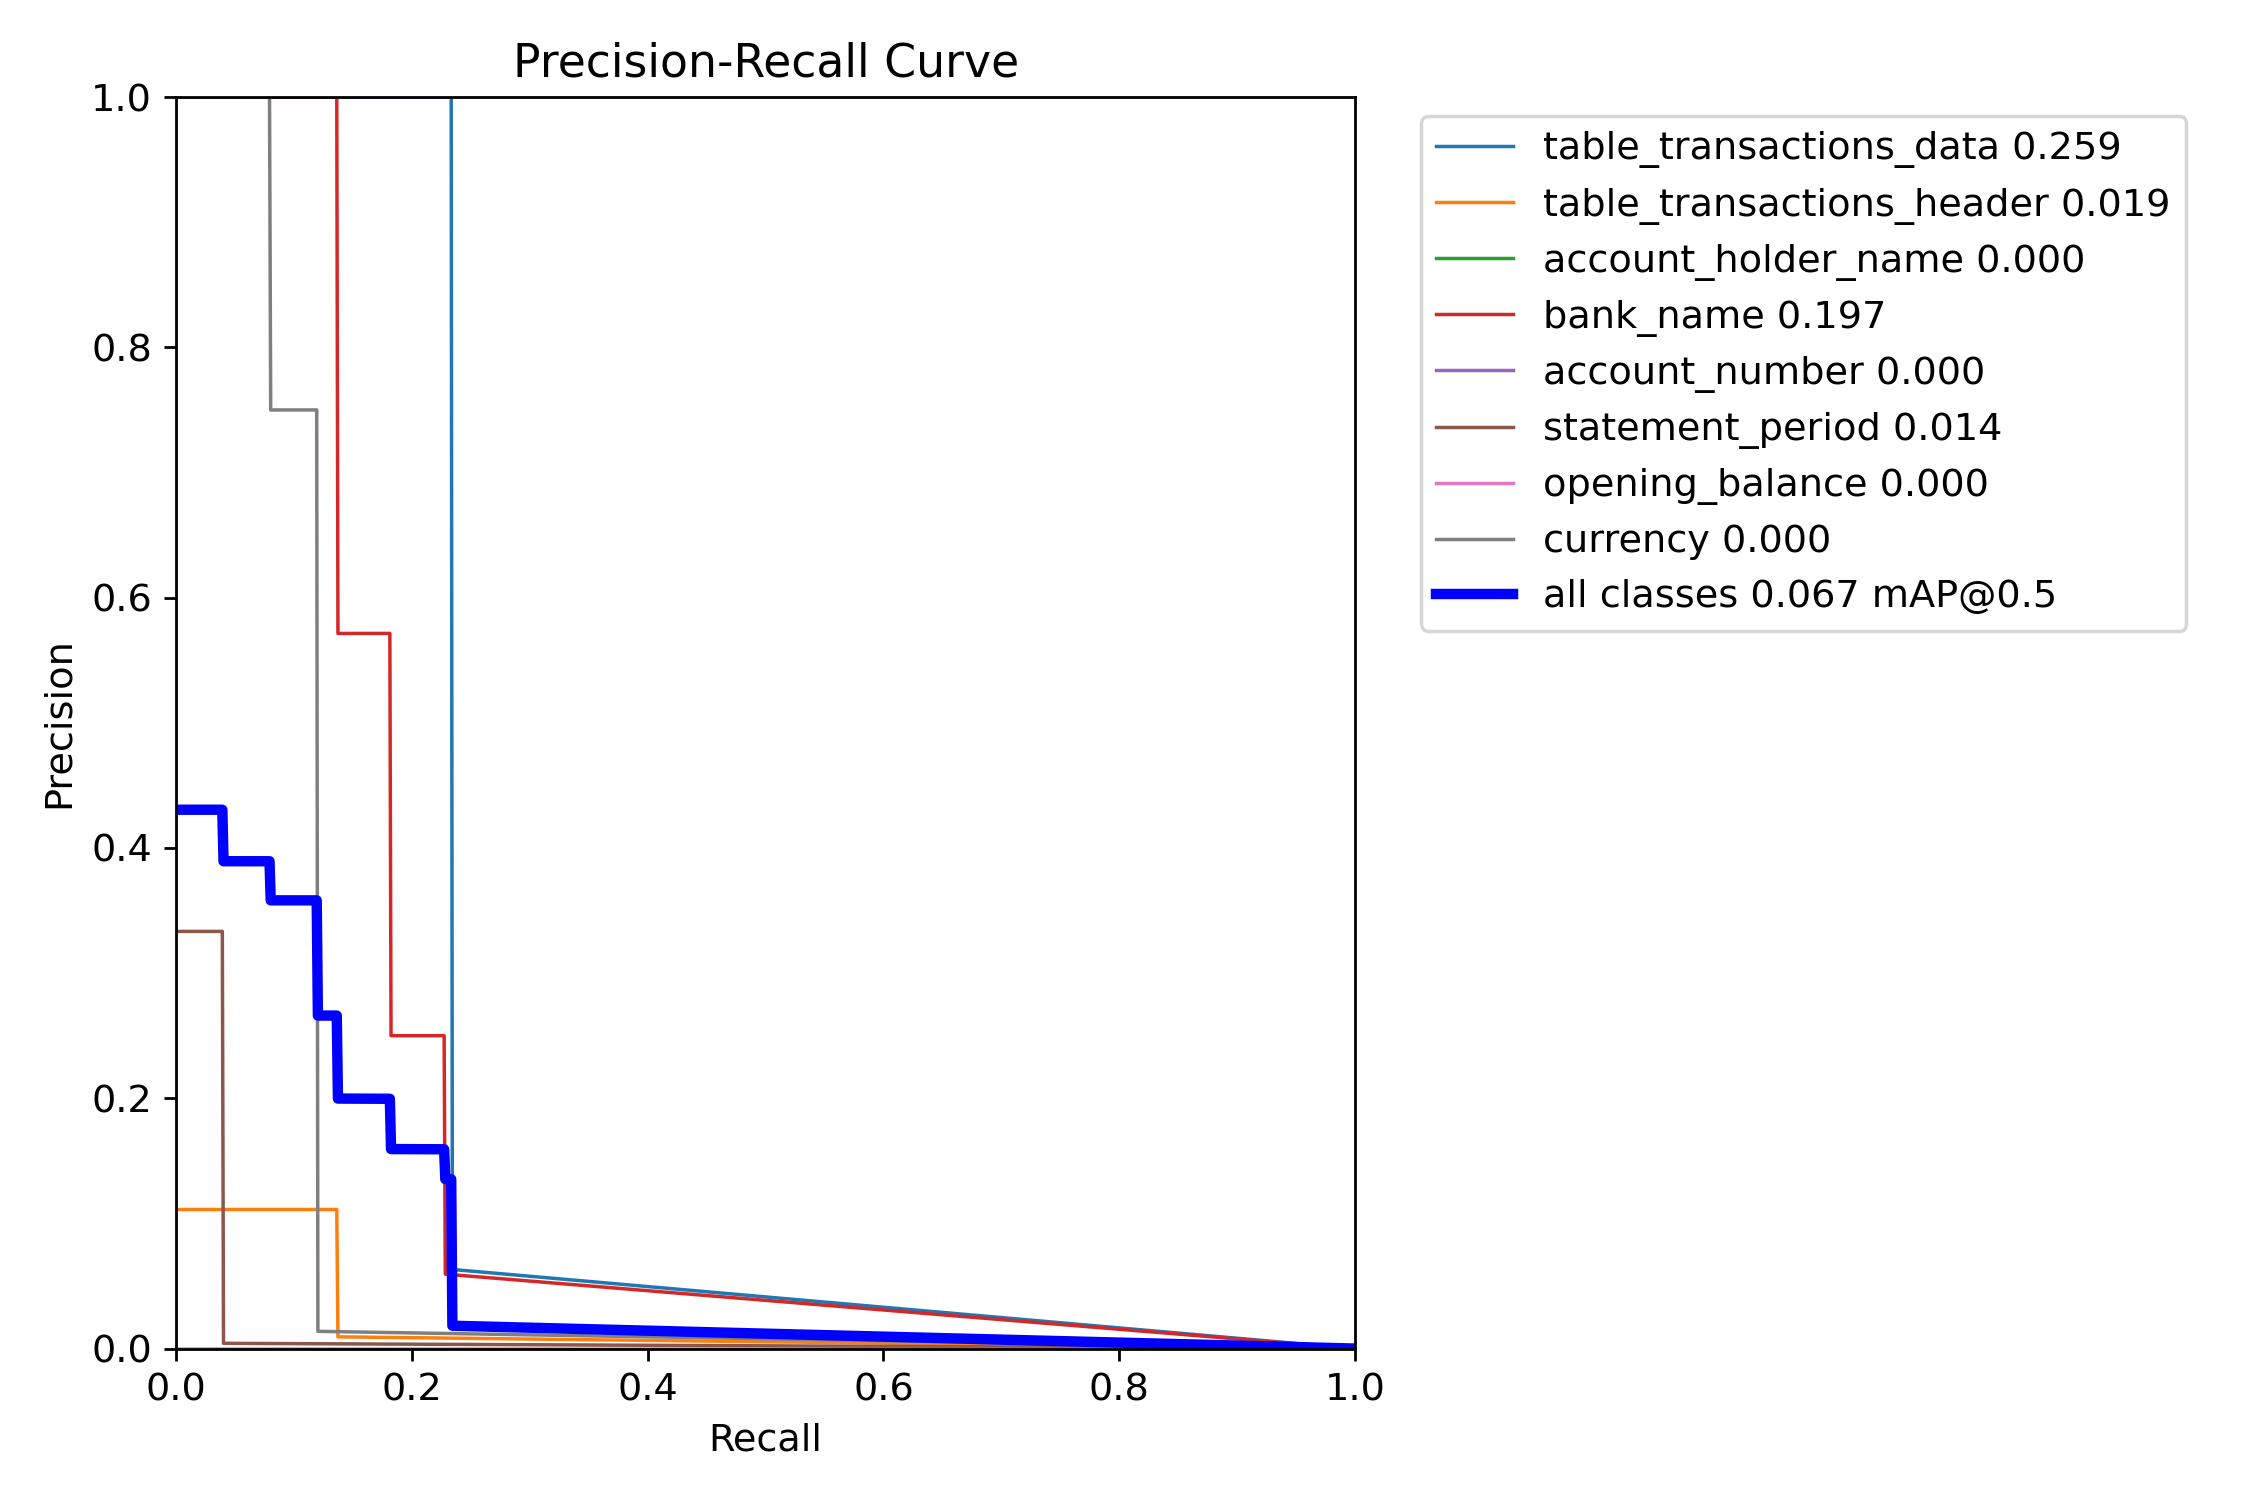 Precision-Recall Curve
1.0
0.8
0.6
0.4
0.2
0.0
Precision
0.0 0.2 0.4 0.6 0.8 1.0
Recall
table_transactions_data 0.259
table_transactions_header 0.019
account_holder_name 0.000
bank_name 0.197
account_number 0.000
statement_period 0.014
opening_balance 0.000
currency 0.000
all classes 0.067 mAP@0.5